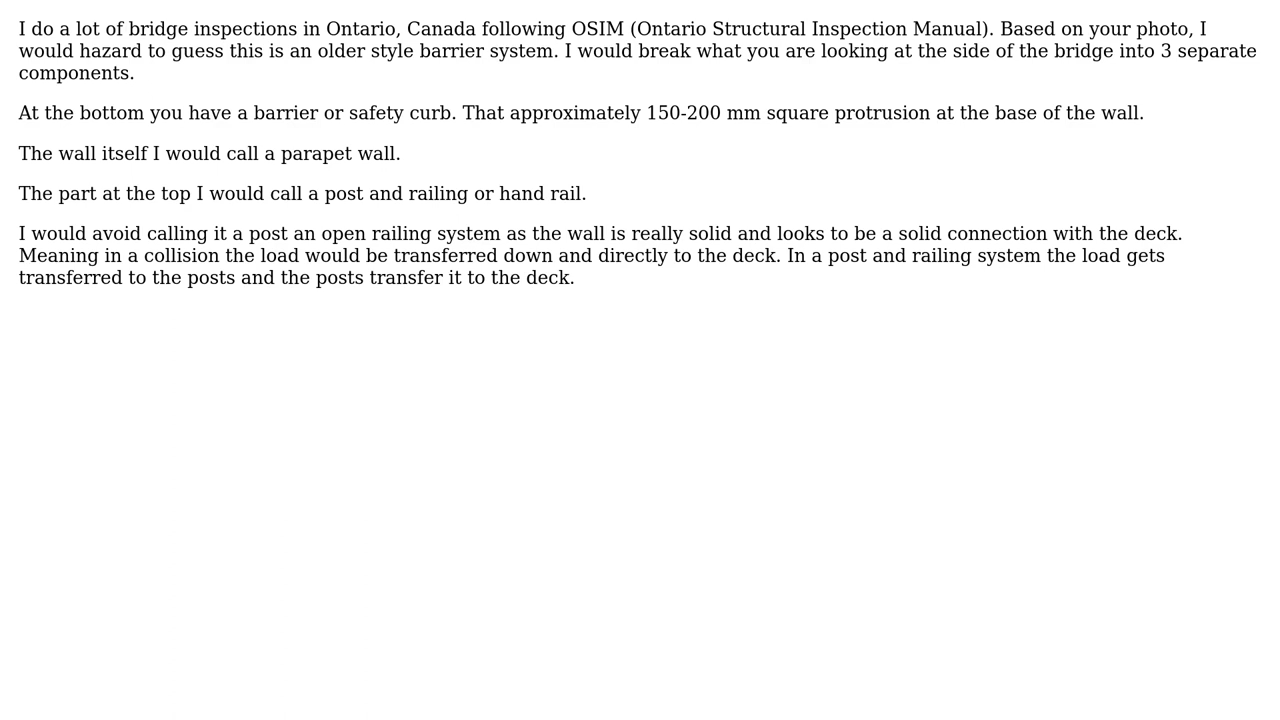 I do a lot of bridge inspections in Ontario, Canada following OSIM (Ontario Structural Inspection Manual). Based on your photo, I
would hazard to guess this is an older style barrier system. I would break what you are looking at the side of the bridge into 3 separate
components.
At the bottom you have a barrier or safety curb. That approximately 150-200 mm square protrusion at the base of the wall.
The wall itself I would call a parapet wall.
The part at the top I would call a post and railing or hand rail.
I would avoid calling it a post an open railing system as the wall is really solid and looks to be a solid connection with the deck.
Meaning in a collision the load would be transferred down and directly to the deck. In a post and railing system the load gets
transferred to the posts and the posts transfer it to the deck.